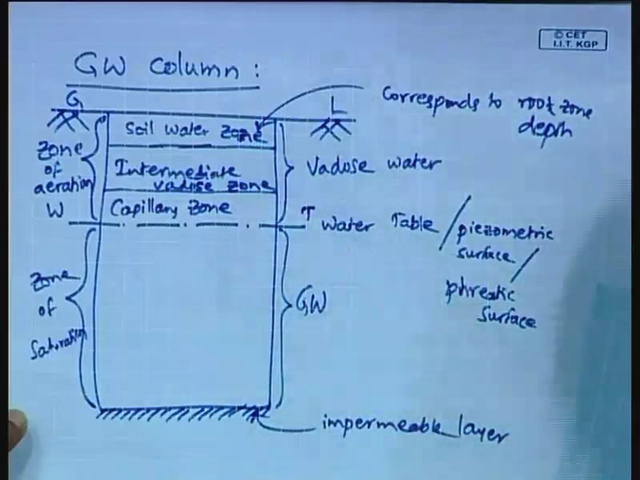 © CET
I.I.T. KGP
GW column :
G
L
Corresponds to root zone
depth
Soil water zone
Zone
of
aeration
Intermediate
vadose zone
Vadose water
Capillary zone
W
T
Water Table / piezometric
surface /
phreatic
surface
Zone
of
Saturation
GW
impermeable layer